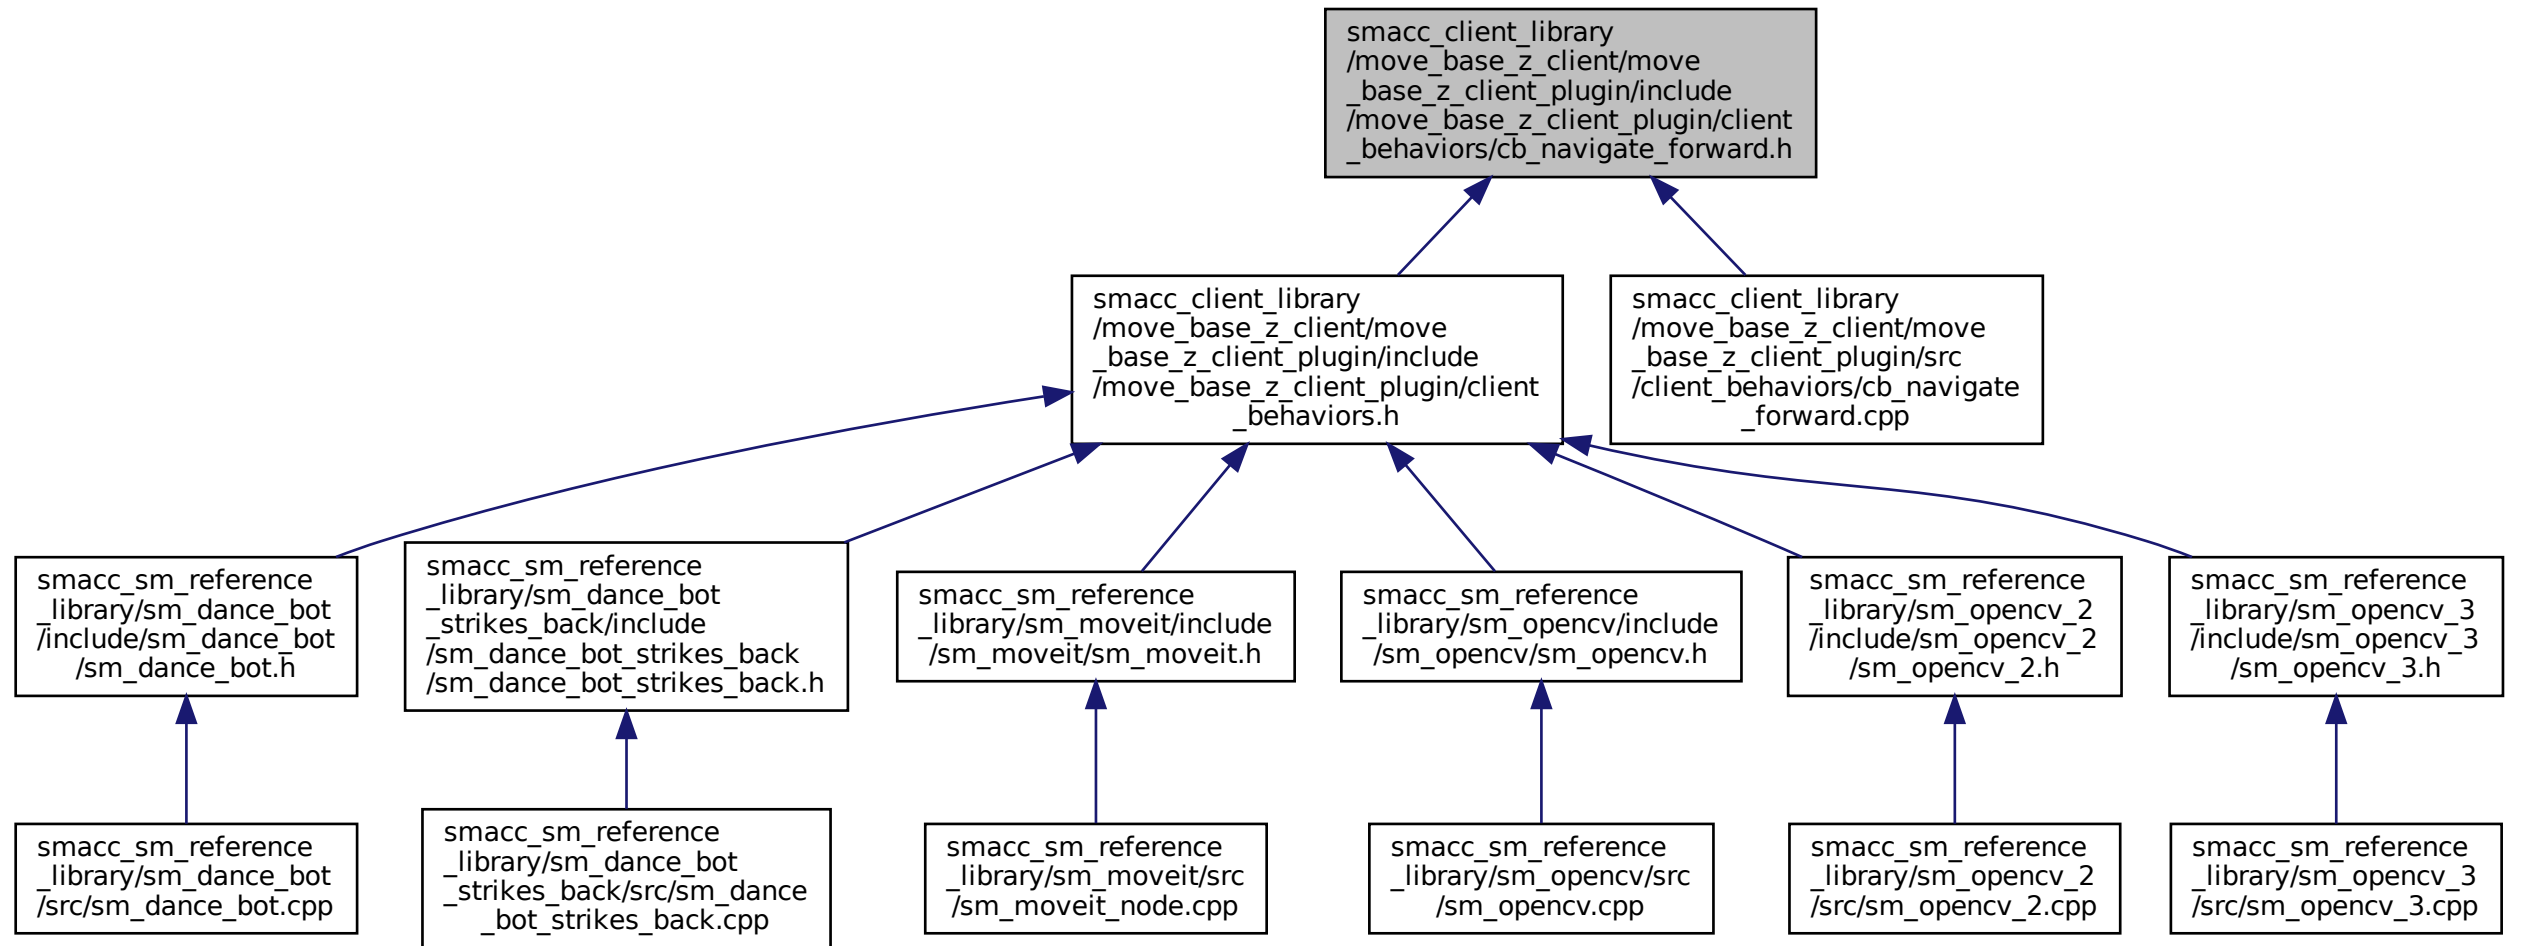 smacc_client_library
/move_base_z_client/move
_base_z_client_plugin/include
/move_base_z_client_plugin/client
_behaviors/cb_navigate_forward.h
smacc_client_library
/move_base_z_client/move
_base_z_client_plugin/include
/move_base_z_client_plugin/client
_behaviors.h
smacc_client_library
/move_base_z_client/move
_base_z_client_plugin/src
/client_behaviors/cb_navigate
_forward.cpp
smacc_sm_reference
_library/sm_dance_bot
/include/sm_dance_bot
/sm_dance_bot.h
smacc_sm_reference
_library/sm_dance_bot
_strikes_back/include
/sm_dance_bot_strikes_back
/sm_dance_bot_strikes_back.h
smacc_sm_reference
_library/sm_moveit/include
/sm_moveit/sm_moveit.h
smacc_sm_reference
_library/sm_opencv/include
/sm_opencv/sm_opencv.h
smacc_sm_reference
_library/sm_opencv_2
/include/sm_opencv_2
/sm_opencv_2.h
smacc_sm_reference
_library/sm_opencv_3
/include/sm_opencv_3
/sm_opencv_3.h
smacc_sm_reference
_library/sm_dance_bot
/src/sm_dance_bot.cpp
smacc_sm_reference
_library/sm_dance_bot
_strikes_back/src/sm_dance
_bot_strikes_back.cpp
smacc_sm_reference
_library/sm_moveit/src
/sm_moveit_node.cpp
smacc_sm_reference
_library/sm_opencv/src
/sm_opencv.cpp
smacc_sm_reference
_library/sm_opencv_2
/src/sm_opencv_2.cpp
smacc_sm_reference
_library/sm_opencv_3
/src/sm_opencv_3.cpp